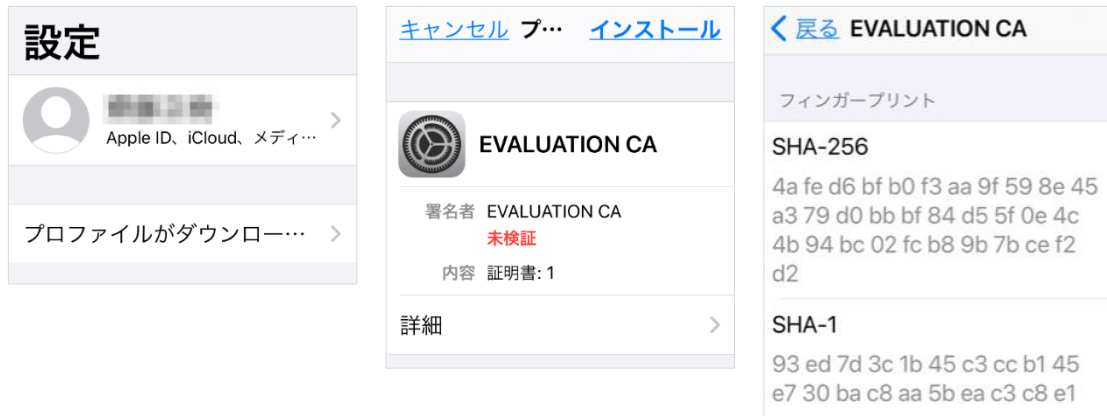 設定
Apple ID、iCloud、メディ…
プロファイルがダウンロー…
キャンセル プ… インストール
EVALUATION CA
署名者 EVALUATION CA
未検証
内容 証明書: 1
詳細
戻る EVALUATION CA
フィンガープリント
SHA-256
4a fe d6 bf b0 f3 aa 9f 59 8e 45
a3 79 d0 bb bf 84 d5 5f 0e 4c
4b 94 bc 02 fc b8 9b 7b ce f2
d2
SHA-1
93 ed 7d 3c 1b 45 c3 cc b1 45
e7 30 ba c8 aa 5b ea c3 c8 e1